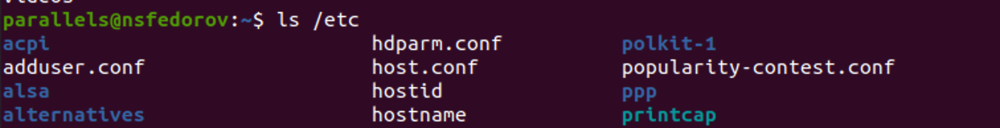 parallels@nsfedorov:~$ ls /etc
acpi hdparm.conf polkit-1
adduser.conf host.conf popularity-contest.conf
alsa hostid ppp
alternatives hostname printcap